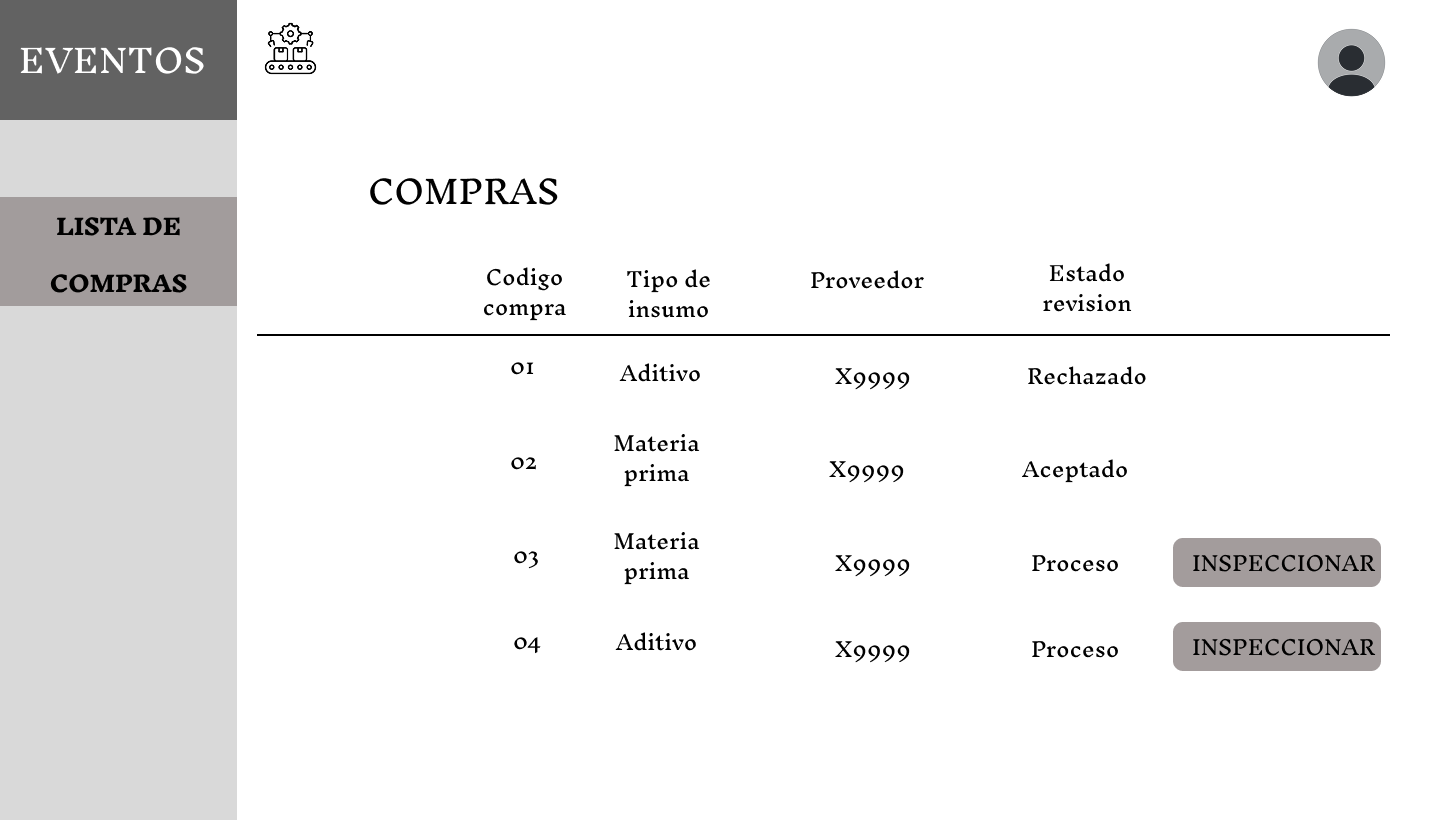 EVENTOS
LISTA DE
COMPRAS
COMPRAS
Codigo compra Tipo de insumo Proveedor Estado revision
01 Aditivo X9999 Rechazado
02 Materia prima X9999 Aceptado
03 Materia prima X9999 Proceso INSPECCIONAR
04 Aditivo X9999 Proceso INSPECCIONAR